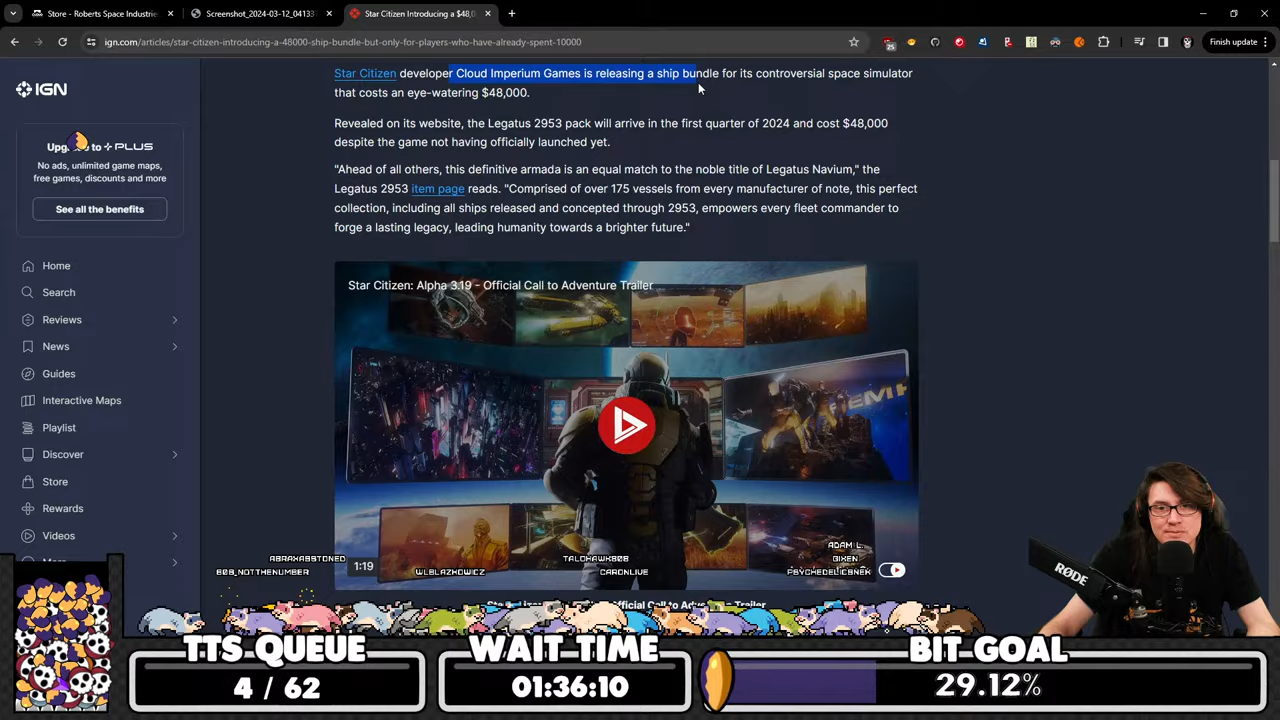 Store - Roberts Space Industrie
Screenshot_2024-03-12_04133
Star Citizen Introducing a $48,0
ign.com/articles/star-citizen-introducing-a-48000-ship-bundle-but-only-for-players-who-have-already-spent-10000
25
Finish update
IGN
Star Citizen developer Cloud Imperium Games is releasing a ship bundle for its controversial space simulator
that costs an eye-watering $48,000.
Revealed on its website, the Legatus 2953 pack will arrive in the first quarter of 2024 and cost $48,000
despite the game not having officially launched yet.
"Ahead of all others, this definitive armada is an equal match to the noble title of Legatus Navium," the
Legatus 2953 item page reads. "Comprised of over 175 vessels from every manufacturer of note, this perfect
collection, including all ships released and concepted through 2953, empowers every fleet commander to
forge a lasting legacy, leading humanity towards a brighter future."
to PLUS
No ads, unlimited game maps,
free games, discounts and more
See all the benefits
Home
Search
Reviews
News
Guides
Interactive Maps
Playlist
Discover
Store
Rewards
Videos
Star Citizen: Alpha 3.19 - Official Call to Adventure Trailer
1:19
ABRAXABSTONED
TALOHAWK808
ADAM L.
GIXEN
808_NOTTHENUMBER
WLBLAZKOWICZ
CARONLIVE
PSYCHEDELICSNEK
RØDE
TTS QUEUE
4 / 62
WAIT TIME
01:36:10
BIT GOAL
29.12%